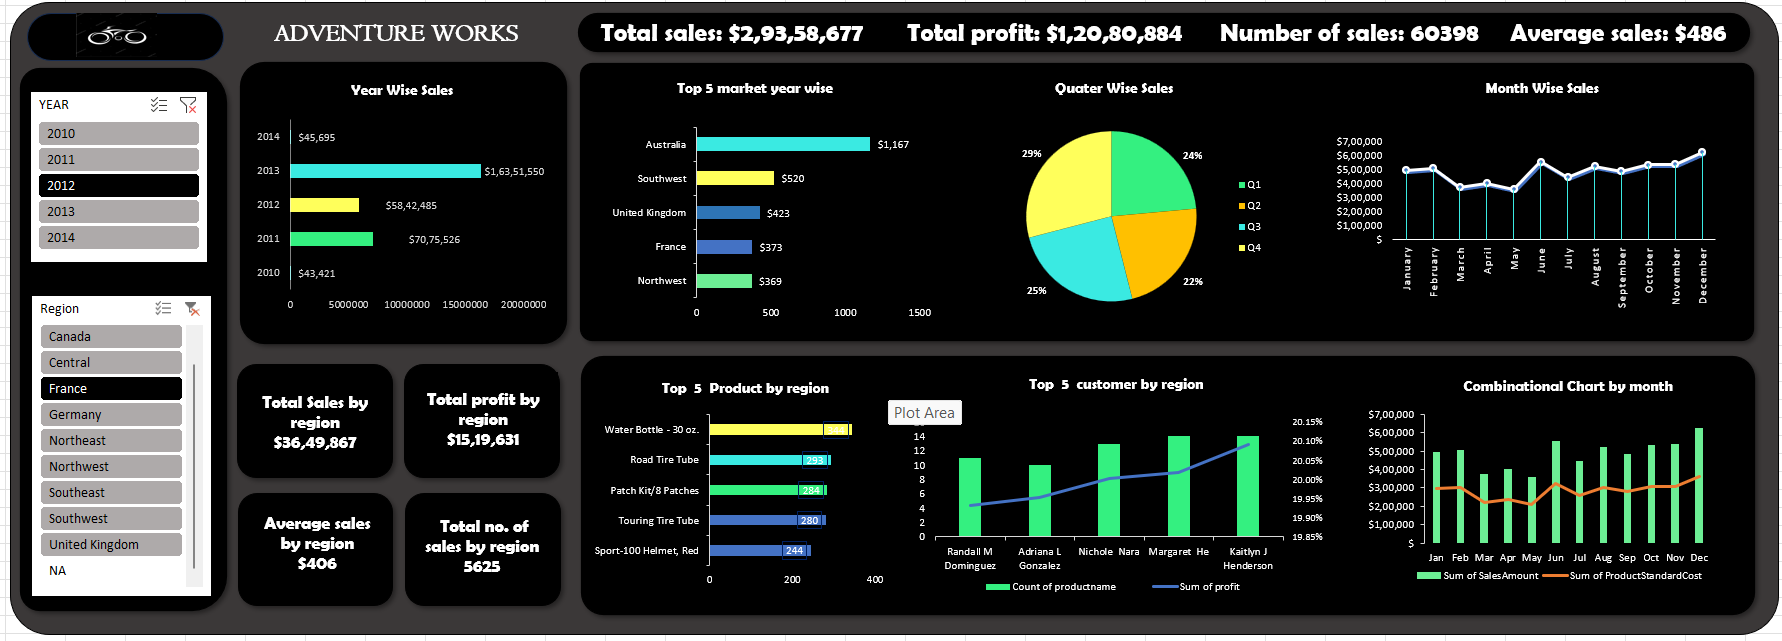 ADVENTURE WORKS
Total sales: $2,93,58,677
Total profit: $1,20,80,884
Number of sales: 60398
Average sales: $486
YEAR
2010
2011
2012
2013
2014
Region
Canada
Central
France
Germany
Northeast
Northwest
Southeast
Southwest
United Kingdom
NA
Year Wise Sales
2014
$45,695
2013
$1,63,51,550
2012
$58,42,485
2011
$70,75,526
2010
$43,421
0 5000000 10000000 15000000 20000000
Top 5 market year wise
Australia
$1,167
Southwest
$520
United Kingdom
$423
France
$373
Northwest
$369
0 500 1000 1500
Quater Wise Sales
29%
24%
25%
22%
Q1
Q2
Q3
Q4
Month Wise Sales
$7,00,000
$6,00,000
$5,00,000
$4,00,000
$3,00,000
$2,00,000
$1,00,000
$
January
February
March
April
May
June
July
August
September
October
November
December
Total Sales by
region
$36,49,867
Total profit by
region
$15,19,631
Average sales
by region
$406
Total no. of
sales by region
5625
Top 5 Product by region
Water Bottle - 30 oz.
Road Tire Tube
293
Patch Kit/8 Patches
284
Touring Tire Tube
280
Sport-100 Helmet, Red
244
0 200 400
Top 5 customer by region
Plot Area
14
12
10
8
6
4
2
0
20.15%
20.10%
20.05%
20.00%
19.95%
19.90%
19.85%
Randall M
Dominguez
Adriana L
Gonzalez
Nichole Nara
Margaret He
Kaitlyn J
Henderson
Count of productname
Sum of profit
Combinational Chart by month
$7,00,000
$6,00,000
$5,00,000
$4,00,000
$3,00,000
$2,00,000
$1,00,000
$
Jan Feb Mar Apr May Jun Jul Aug Sep Oct Nov Dec
Sum of SalesAmount
Sum of ProductStandardCost